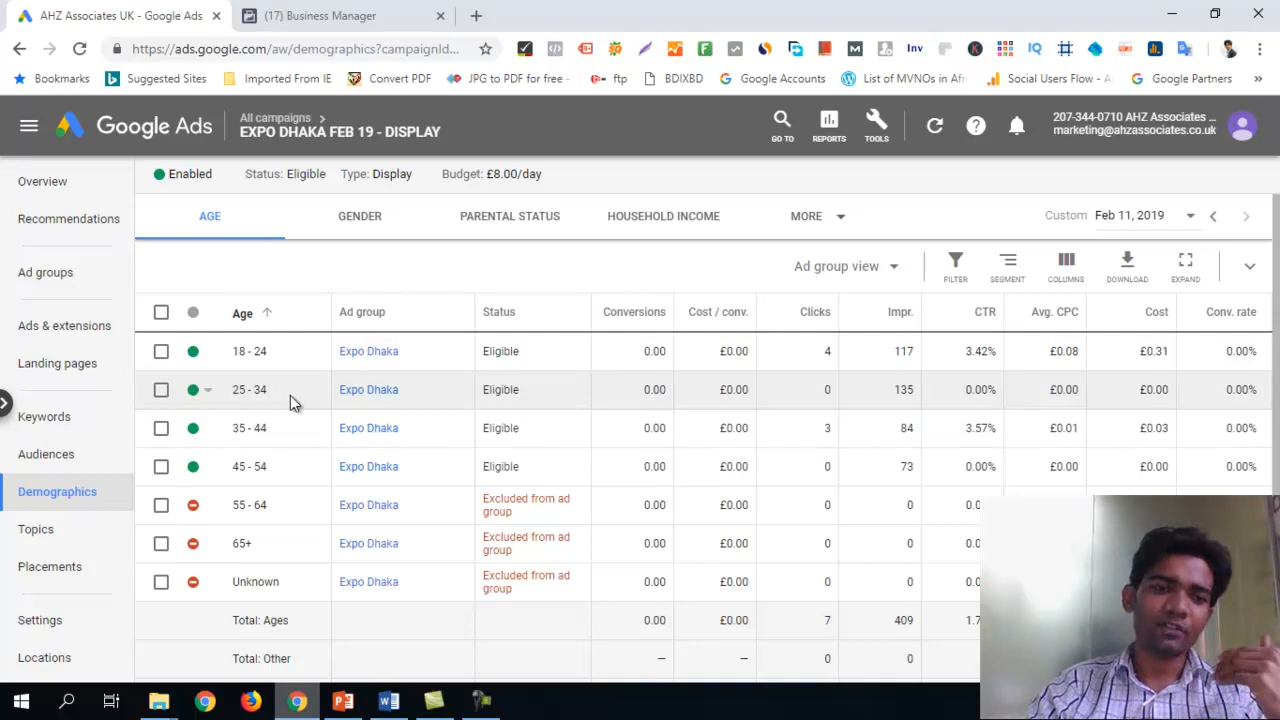 AHZ Associates UK - Google Ads
(17) Business Manager
https://ads.google.com/aw/demographics?campaignId...
Inv
IQ
Bookmarks
Suggested Sites
Imported From IE
Convert PDF
JPG to PDF for free -
ftp
BDIXBD
Google Accounts
List of MVNOs in Afr
Social Users Flow - A
Google Partners
Google Ads
All campaigns
EXPO DHAKA FEB 19 - DISPLAY
GO TO
REPORTS
TOOLS
207-344-0710 AHZ Associates ...
marketing@ahzassociates.co.uk
Overview
Recommendations
Ad groups
Ads & extensions
Landing pages
Keywords
Audiences
Demographics
Topics
Placements
Settings
Locations
Enabled Status: Eligible Type: Display Budget: £8.00/day
AGE GENDER PARENTAL STATUS HOUSEHOLD INCOME MORE Custom Feb 11, 2019
Ad group view FILTER SEGMENT COLUMNS DOWNLOAD EXPAND
Age Ad group Status Conversions Cost / conv. Clicks Impr. CTR Avg. CPC Cost Conv. rate
18 - 24 Expo Dhaka Eligible 0.00 £0.00 4 117 3.42% £0.08 £0.31 0.00%
25 - 34 Expo Dhaka Eligible 0.00 £0.00 0 135 0.00% £0.00 £0.00 0.00%
35 - 44 Expo Dhaka Eligible 0.00 £0.00 3 84 3.57% £0.01 £0.03 0.00%
45 - 54 Expo Dhaka Eligible 0.00 £0.00 0 73 0.00% £0.00 £0.00 0.00%
55 - 64 Expo Dhaka Excluded from ad group 0.00 £0.00 0 0 0.0
65+ Expo Dhaka Excluded from ad group 0.00 £0.00 0 0 0.0
Unknown Expo Dhaka Excluded from ad group 0.00 £0.00 0 0 0.0
Total: Ages 0.00 £0.00 7 409 1.7
Total: Other – – 0 0